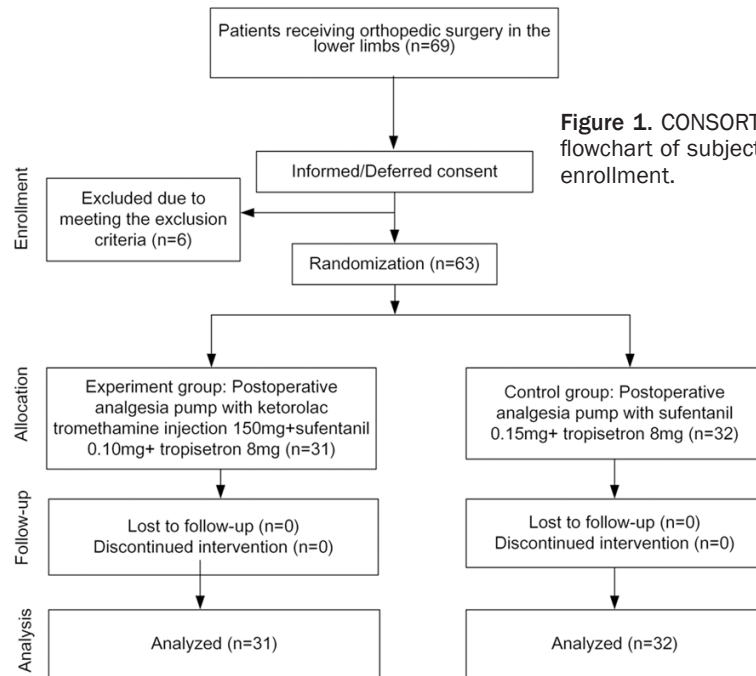 Patients receiving orthopedic surgery in the
lower limbs (n=69)
Figure 1. CONSORT
flowchart of subject
enrollment.
Informed/Deferred consent
Enrollment
Excluded due to
meeting the exclusion
criteria (n=6)
Randomization (n=63)
Allocation
Experiment group: Postoperative
analgesia pump with ketorolac
tromethamine injection 150mg+sufentanil
0.10mg+ tropisetron 8mg (n=31)
Control group: Postoperative
analgesia pump with sufentanil
0.15mg+ tropisetron 8mg (n=32)
Follow-up
Lost to follow-up (n=0)
Discontinued intervention (n=0)
Lost to follow-up (n=0)
Discontinued intervention (n=0)
Analysis
Analyzed (n=31)
Analyzed (n=32)